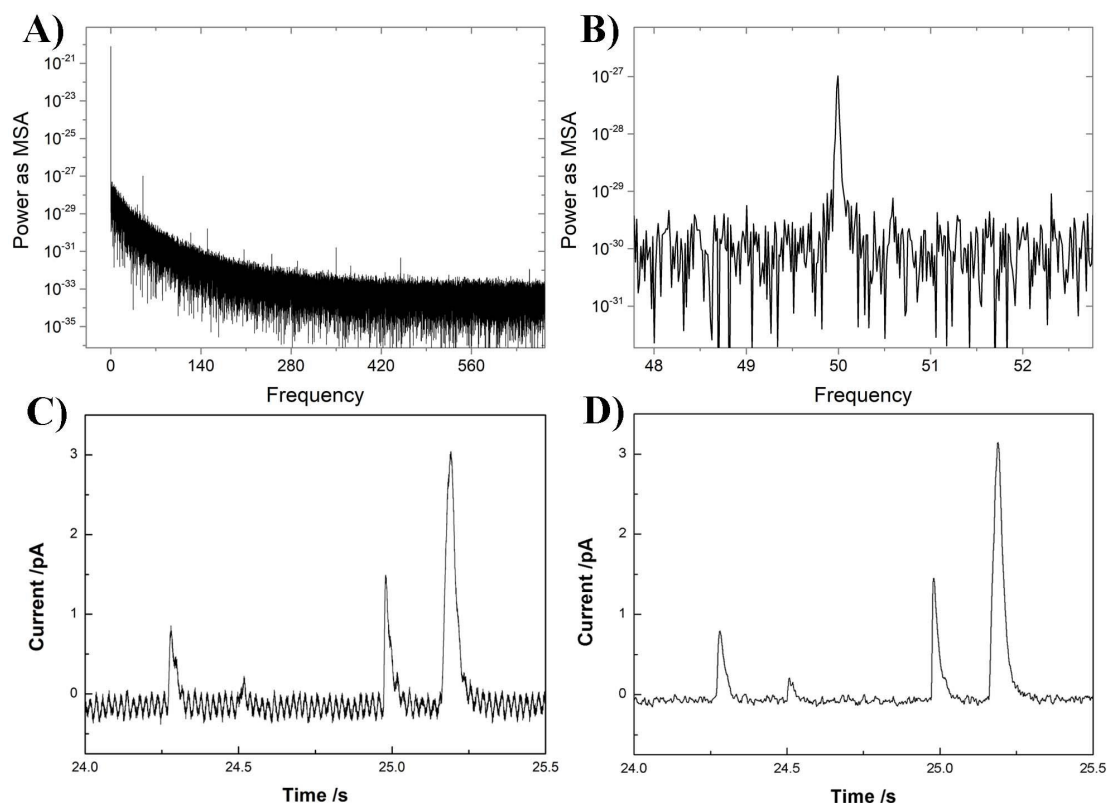 A)
Power as MSA
10^-21
10^-23
10^-25
10^-27
10^-29
10^-31
10^-33
10^-35
0 140 280 420 560
Frequency
B)
Power as MSA
10^-27
10^-28
10^-29
10^-30
10^-31
48 49 50 51 52
Frequency
C)
Current /pA
3
2
1
0
24.0 24.5 25.0 25.5
Time /s
D)
Current /pA
3
2
1
0
24.0 24.5 25.0 25.5
Time /s